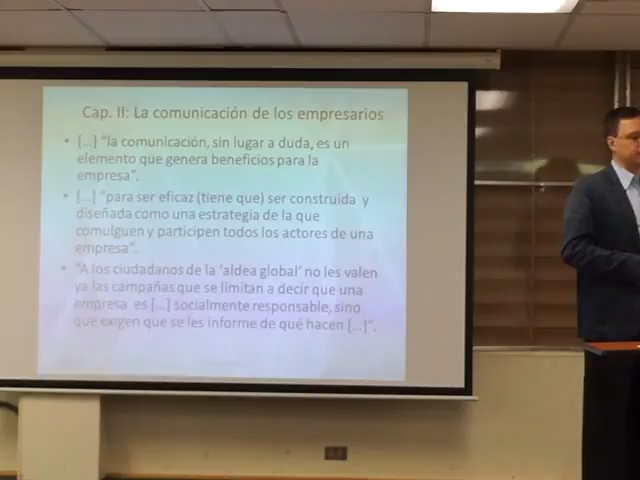 Cap. II: La comunicación de los empresarios
• [...] "la comunicación, sin lugar a duda, es un
elemento que genera beneficios para la
empresa".
• [...] "para ser eficaz (tiene que) ser construida y
diseñada como una estrategia de la que
comulguen y participen todos los actores de una
empresa".
• "A los ciudadanos de la 'aldea global' no les valen
ya las campañas que se limitan a decir que una
empresa es [...] socialmente responsable, sino
que exigen que se les informe de qué hacen [...]".